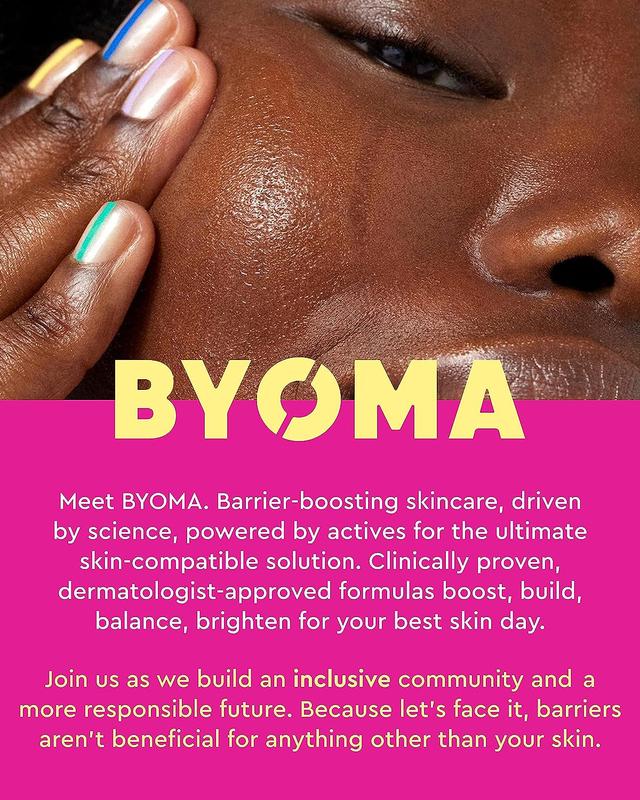 BYOMA
Meet BYOMA. Barrier-boosting skincare, driven
by science, powered by actives for the ultimate
skin-compatible solution. Clinically proven,
dermatologist-approved formulas boost, build,
balance, brighten for your best skin day.
Join us as we build an inclusive community and a
more responsible future. Because let's face it, barriers
aren't beneficial for anything other than your skin.